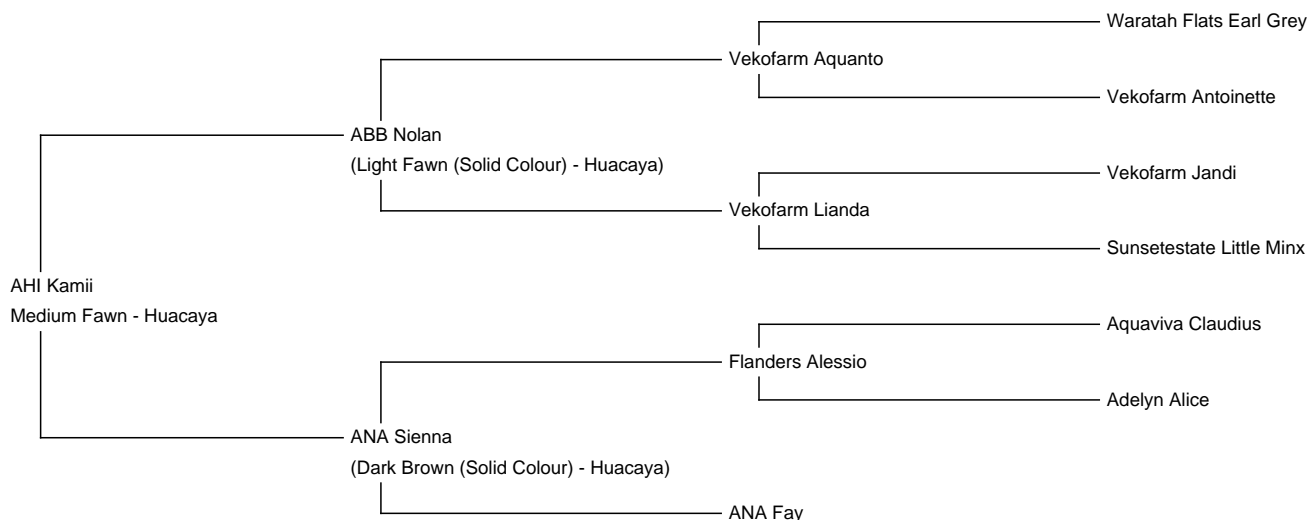 Waratah Flats Earl Grey
Vekofarm Aquanto
Vekofarm Antoinette
ABB Nolan
(Light Fawn (Solid Colour) - Huacaya)
Vekofarm Jandi
Vekofarm Lianda
Sunsetestate Little Minx
AHI Kamii
Medium Fawn - Huacaya
Aquaviva Claudius
Flanders Alessio
Adelyn Alice
ANA Sienna
(Dark Brown (Solid Colour) - Huacaya)
ANA Fay